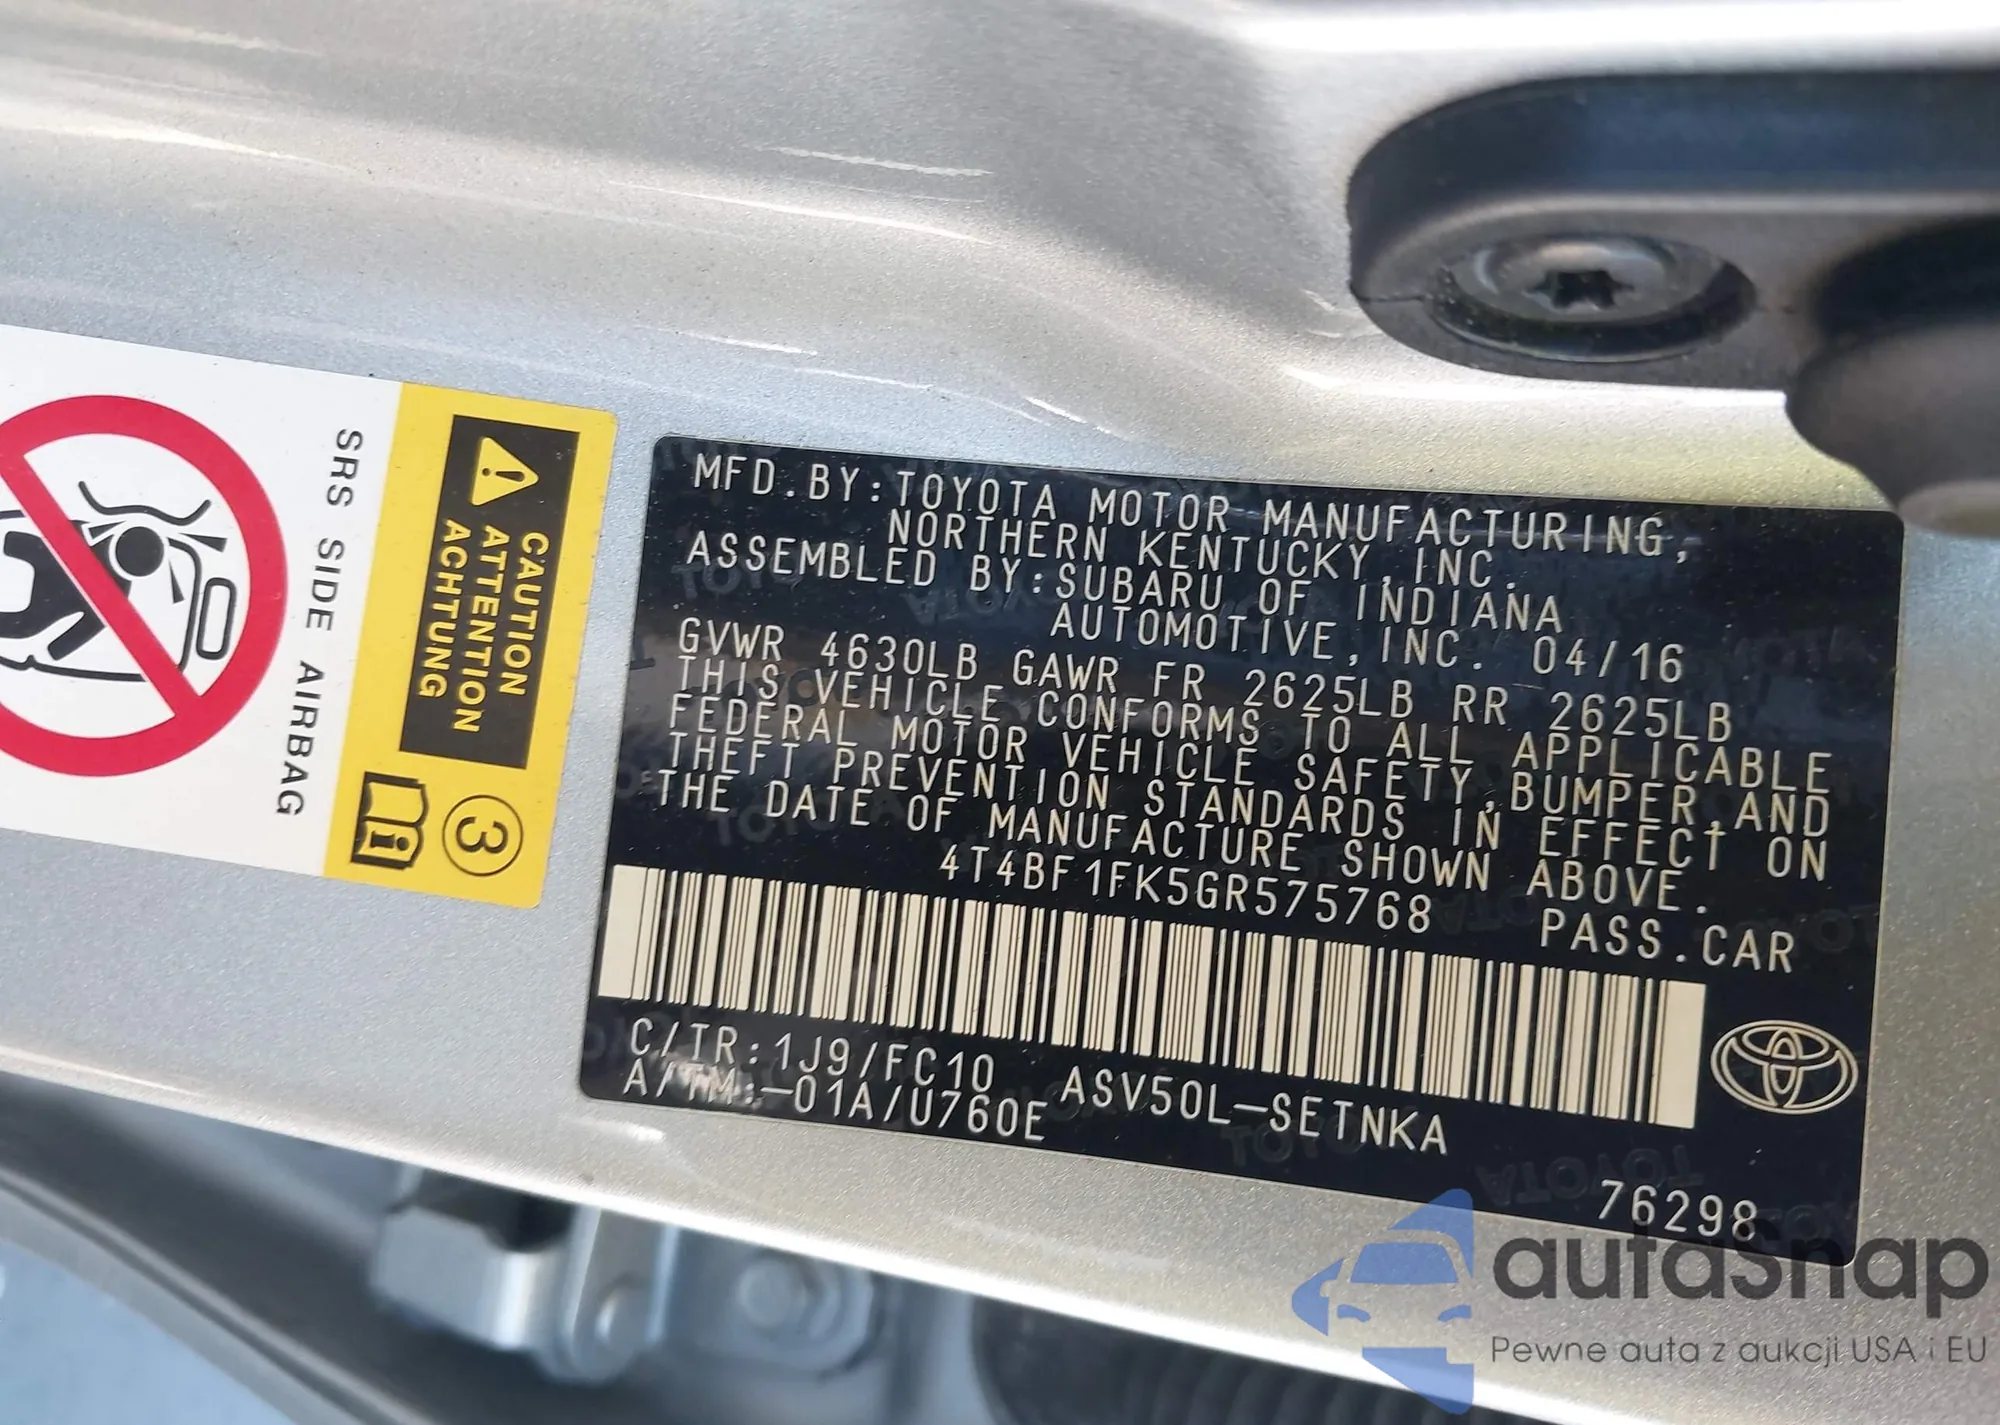 SRS SIDE AIRBAG
CAUTION
ATTENTION
ACHTUNG
3
MFD.BY:TOYOTA MOTOR MANUFACTURING,
NORTHERN KENTUCKY,INC.
ASSEMBLED BY:SUBARU OF INDIANA
AUTOMOTIVE,INC. 04/16
GVWR 4630LB GAWR FR 2625LB RR 2625LB
THIS VEHICLE CONFORMS TO ALL APPLICABLE
FEDERAL MOTOR VEHICLE SAFETY,BUMPER,AND
THEFT PREVENTION STANDARDS IN EFFECT ON
THE DATE OF MANUFACTURE SHOWN ABOVE.
4T4BF1FK5GR575768 PASS.CAR
C/TR:1J9/FC10 ASV50L-SETNKA
A/TM:-01A/U760E
76298
autasnap
Pewne auta z aukcji USA i EU